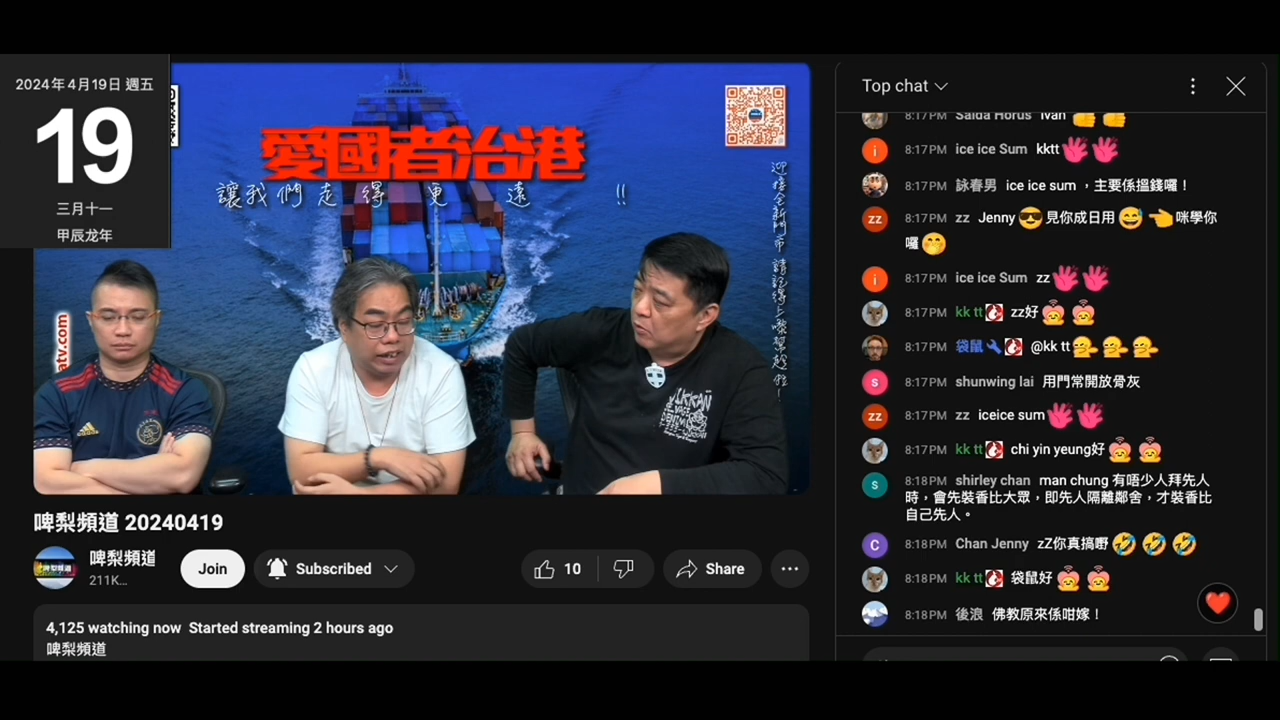 2024年4月19日 週五
19
三月十一
甲辰龙年
愛國者治港
讓我們走得更遠!!
atv.com
啤梨頻道 20240419
啤梨頻道
211K...
Join
Subscribed
10
Share
4,125 watching now Started streaming 2 hours ago
啤梨頻道
Top chat
8:17PM Saida Horus Ivan 👍 👍
8:17PM ice ice Sum kktt
8:17PM 詠春男 ice ice sum ，主要係搵錢囉！
8:17PM zz Jenny 😎 見你成日用 😅 👈 咪學你
囉 🤭
8:17PM ice ice Sum zz
8:17PM kk tt zz好
8:17PM 袋鼠 🔧 @kk tt
8:17PM shunwing lai 用門常開放骨灰
8:17PM zz iceice sum
8:17PM kk tt chi yin yeung好
8:18PM shirley chan man chung 有唔少人拜先人
時，會先裝香比大眾，即先人隔離鄰舍，才裝香比
自己先人。
8:18PM Chan Jenny zZ你真搞嘢 🤣 🤣 🤣
8:18PM kk tt 袋鼠好
8:18PM 後浪 佛教原來係咁嫁！